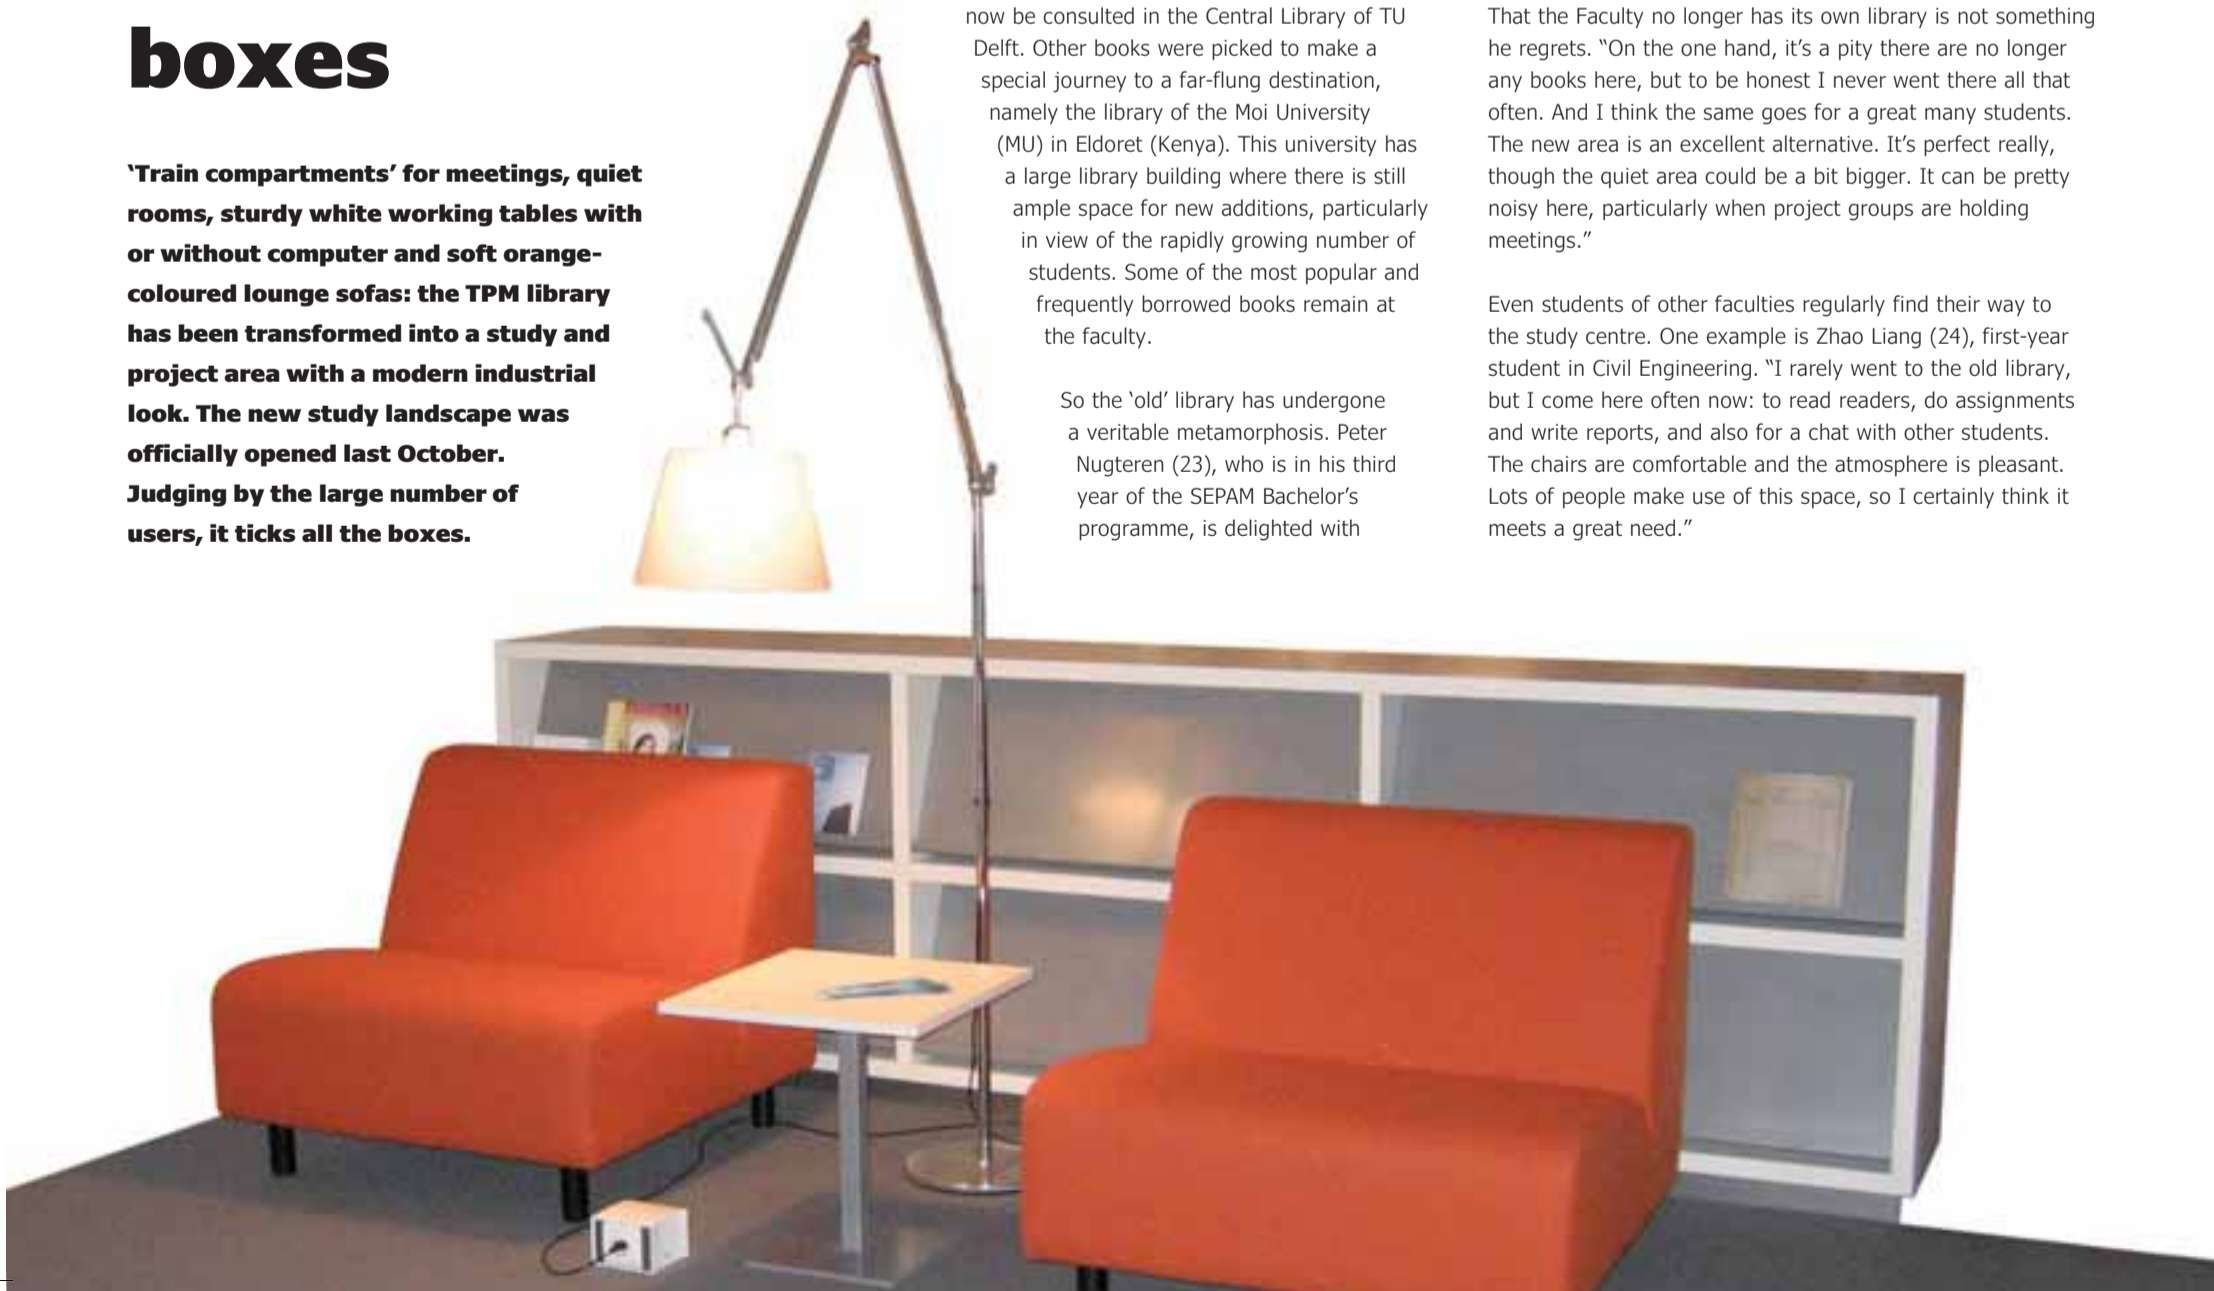 boxes
‘Train compartments’ for meetings, quiet
rooms, sturdy white working tables with
or without computer and soft orange-
coloured lounge sofas: the TPM library
has been transformed into a study and
project area with a modern industrial
look. The new study landscape was
officially opened last October.
Judging by the large number of
users, it ticks all the boxes.
now be consulted in the Central Library of TU
Delft. Other books were picked to make a
special journey to a far-flung destination,
namely the library of the Moi University
(MU) in Eldoret (Kenya). This university has
a large library building where there is still
ample space for new additions, particularly
in view of the rapidly growing number of
students. Some of the most popular and
frequently borrowed books remain at
the faculty.
So the ‘old’ library has undergone
a veritable metamorphosis. Peter
Nugteren (23), who is in his third
year of the SEPAM Bachelor’s
programme, is delighted with
That the Faculty no longer has its own library is not something
he regrets. “On the one hand, it’s a pity there are no longer
any books here, but to be honest I never went there all that
often. And I think the same goes for a great many students.
The new area is an excellent alternative. It’s perfect really,
though the quiet area could be a bit bigger. It can be pretty
noisy here, particularly when project groups are holding
meetings.”
Even students of other faculties regularly find their way to
the study centre. One example is Zhao Liang (24), first-year
student in Civil Engineering. “I rarely went to the old library,
but I come here often now: to read readers, do assignments
and write reports, and also for a chat with other students.
The chairs are comfortable and the atmosphere is pleasant.
Lots of people make use of this space, so I certainly think it
meets a great need.”